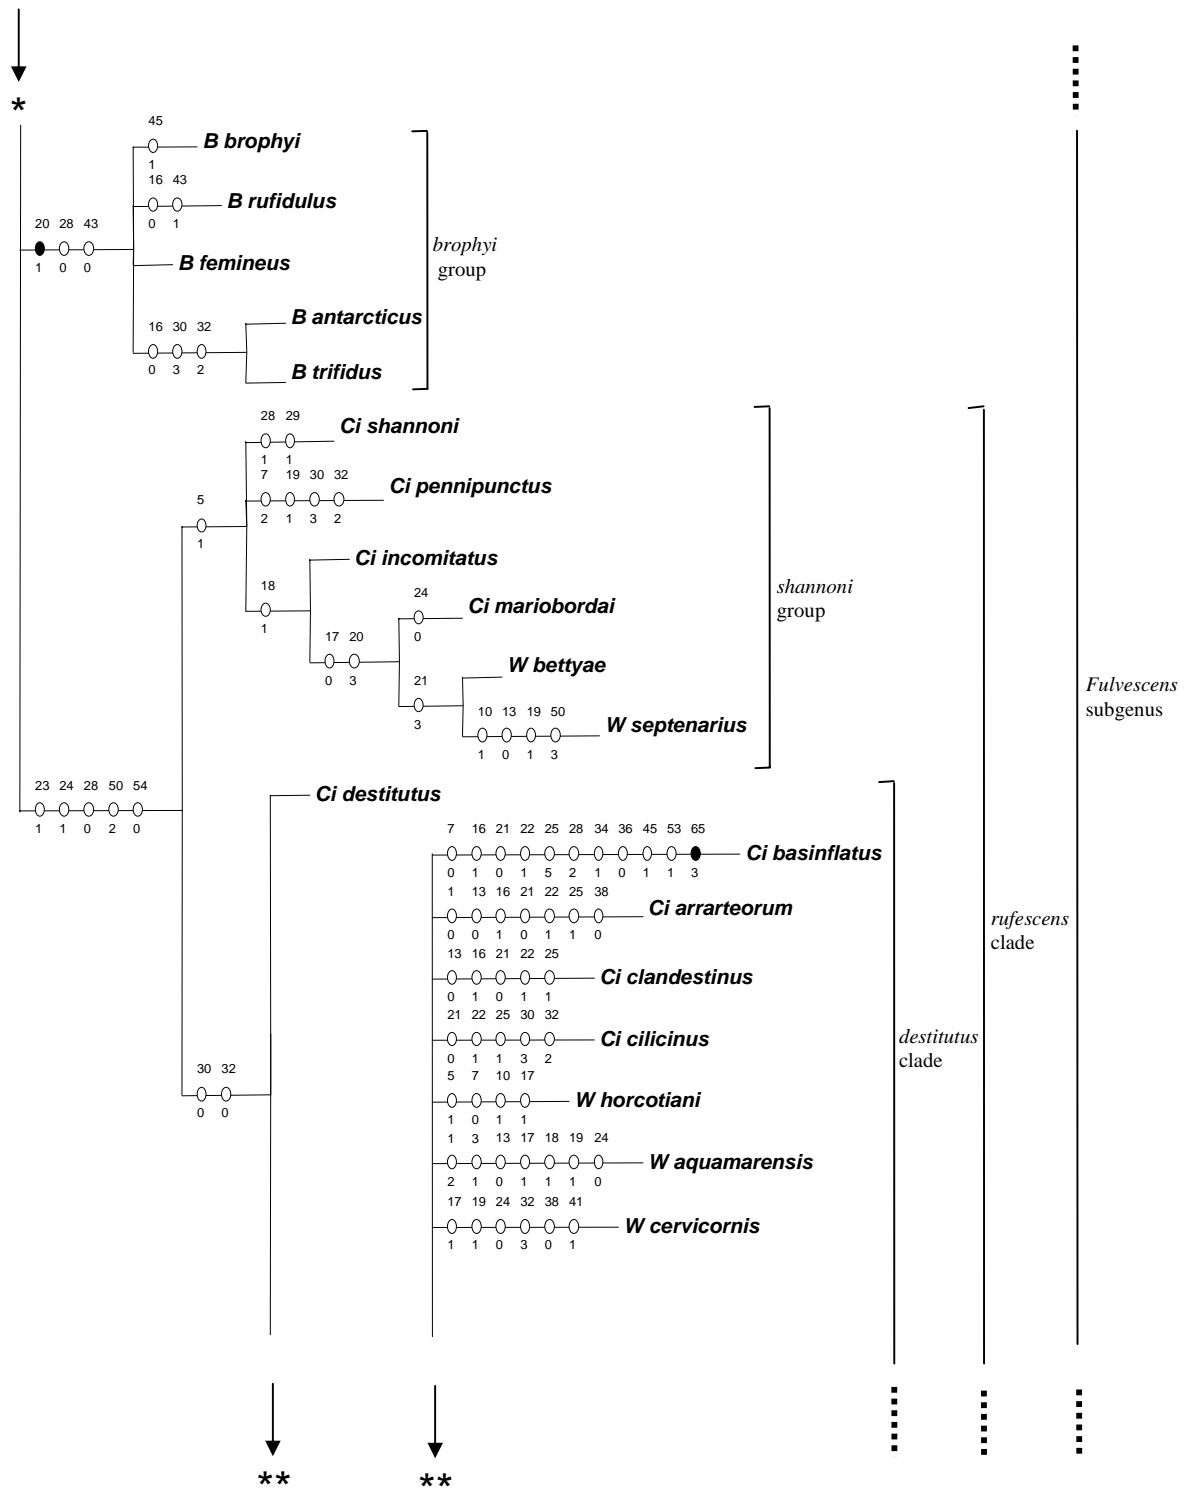 *
45
B brophyi
1
16 43
B rufidulus
0 1
20 28 43
1 0 0
B femineus
brophyi
group
B antarcticus
16 30 32
0 3 2
B trifidus
28 29
Ci shannoni
1 1
7 19 30 32
Ci pennipunctus
2 1 3 2
5
1
Ci incomitatus
18
1
24
Ci mariobordai
0
shannoni
group
17 20
0 3
W bettyae
21
3
10 13 19 50
W septenarius
1 0 1 3
Fulvescens
subgenus
23 24 28 50 54
1 1 0 2 0
Ci destitutus
7 16 21 22 25 28 34 36 45 53 65
Ci basinflatus
0 1 0 1 5 2 1 0 1 1 3
1 13 16 21 22 25 38
Ci arrarteorum
0 0 1 0 1 1 0
rufescens
clade
13 16 21 22 25
Ci clandestinus
0 1 0 1 1
21 22 25 30 32
Ci cilicinus
0 1 1 3 2
destitutus
clade
30 32
0 0
5 7 10 17
W horcotiani
1 0 1 1
1 3 13 17 18 19 24
W aquamarensis
2 1 0 1 1 1 0
17 19 24 32 38 41
W cervicornis
1 1 0 3 0 1
** **